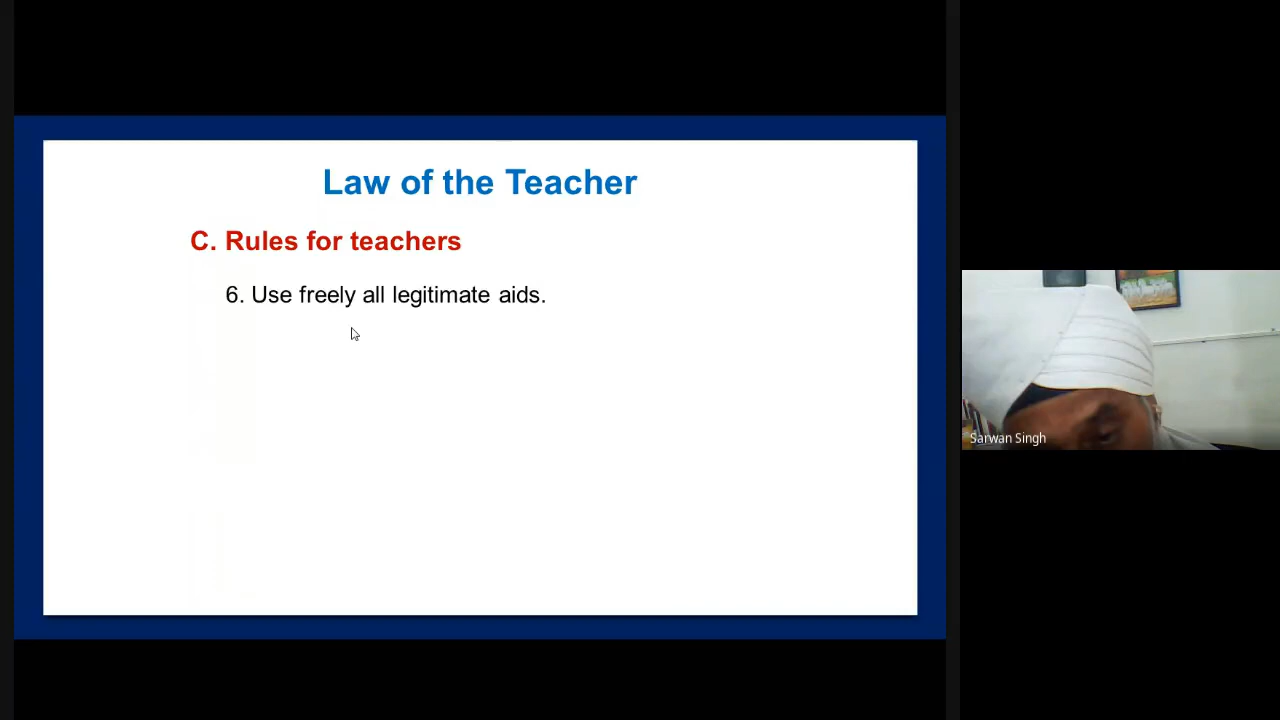 Law of the Teacher
C. Rules for teachers
6. Use freely all legitimate aids.
Sarwan Singh